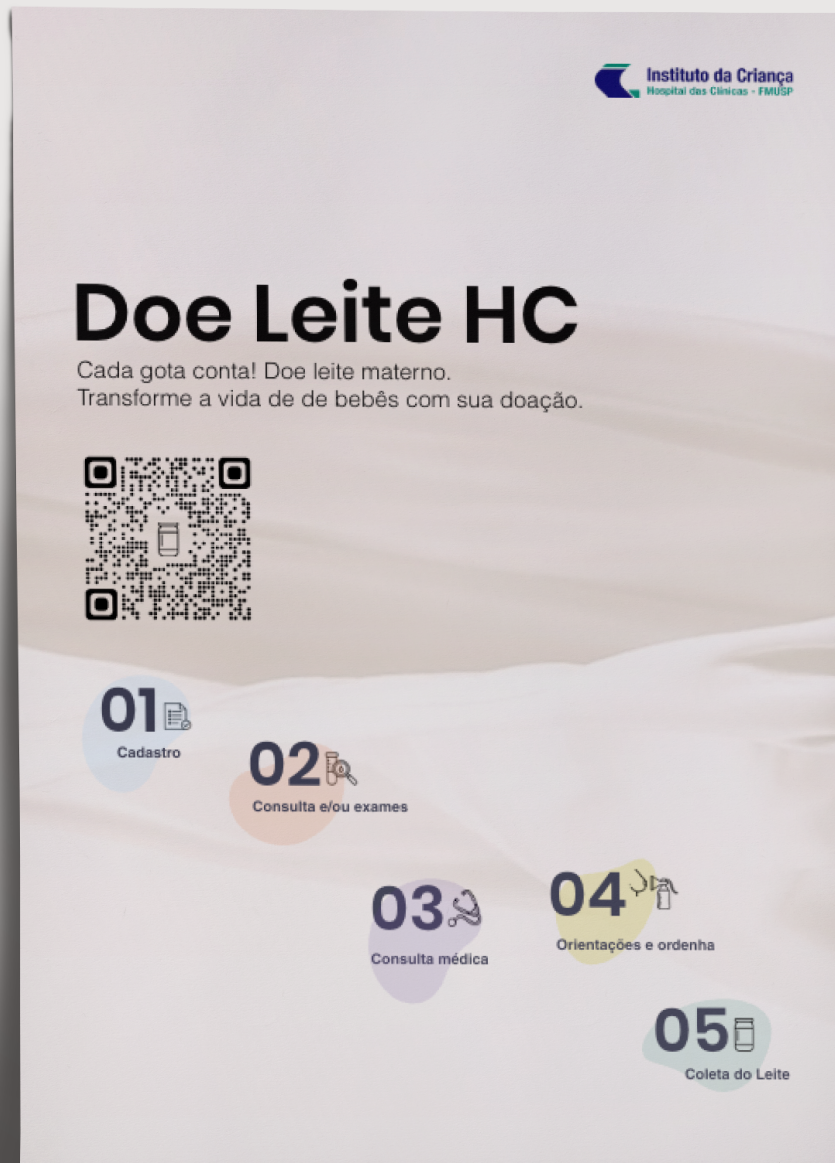 Instituto da Criança
Hospital das Clínicas - FMUSP
Doe Leite HC
Cada gota conta! Doe leite materno.
Transforme a vida de de bebês com sua doação.
01
Cadastro
02
Consulta e/ou exames
03
Consulta médica
04
Orientações e ordenha
05
Coleta do Leite